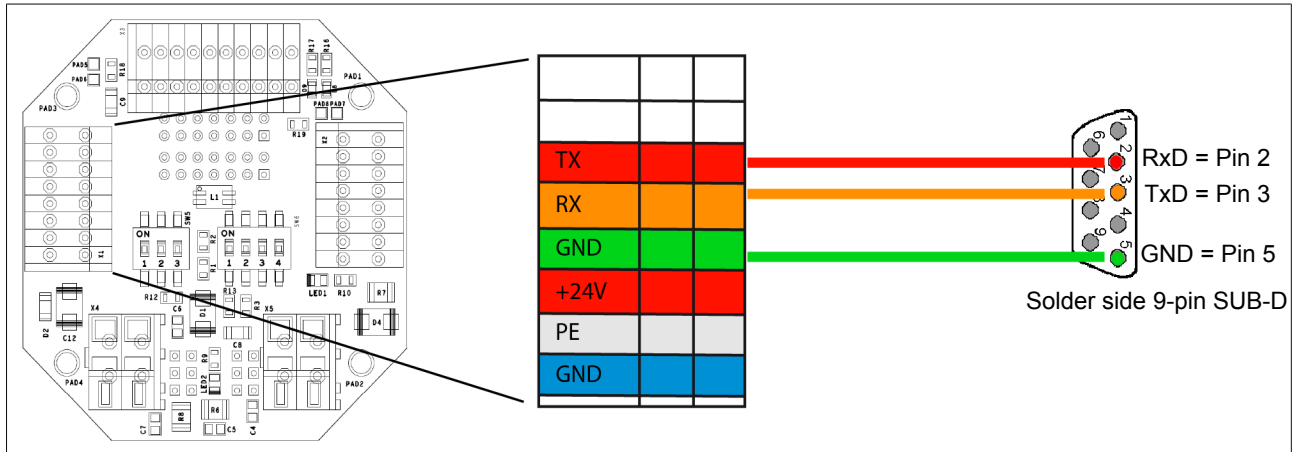 X3
R17
R16
PAD5
PAD6
R18
PAD1
D9
D8
PAD3
C9
PAD8
PAD7
R19
X2
X1
L1
SW5
SW6
ON
1 2 3
R2
R1
ON
1 2 3 4
LED1
R10
R7
R12
R13
R3
C6
D1
D2
C12
X4
X5
C8
D4
R9
LED2
PAD4
PAD2
R8
R6
C7
C5
C4
TX
RX
GND
+24V
PE
GND
1
6
2
7
3
8
4
9
5
RxD = Pin 2
TxD = Pin 3
GND = Pin 5
Solder side 9-pin SUB-D